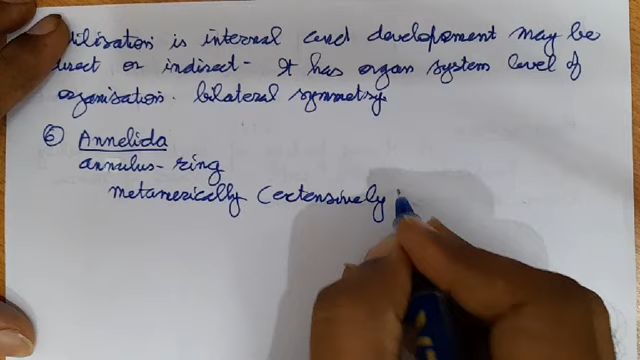 ilisation is internal and development may be
direct or indirect - It has organ system level of
organisation. bilateral symmetry.
6 Annelida
annulus - ring
metamerically (extensively